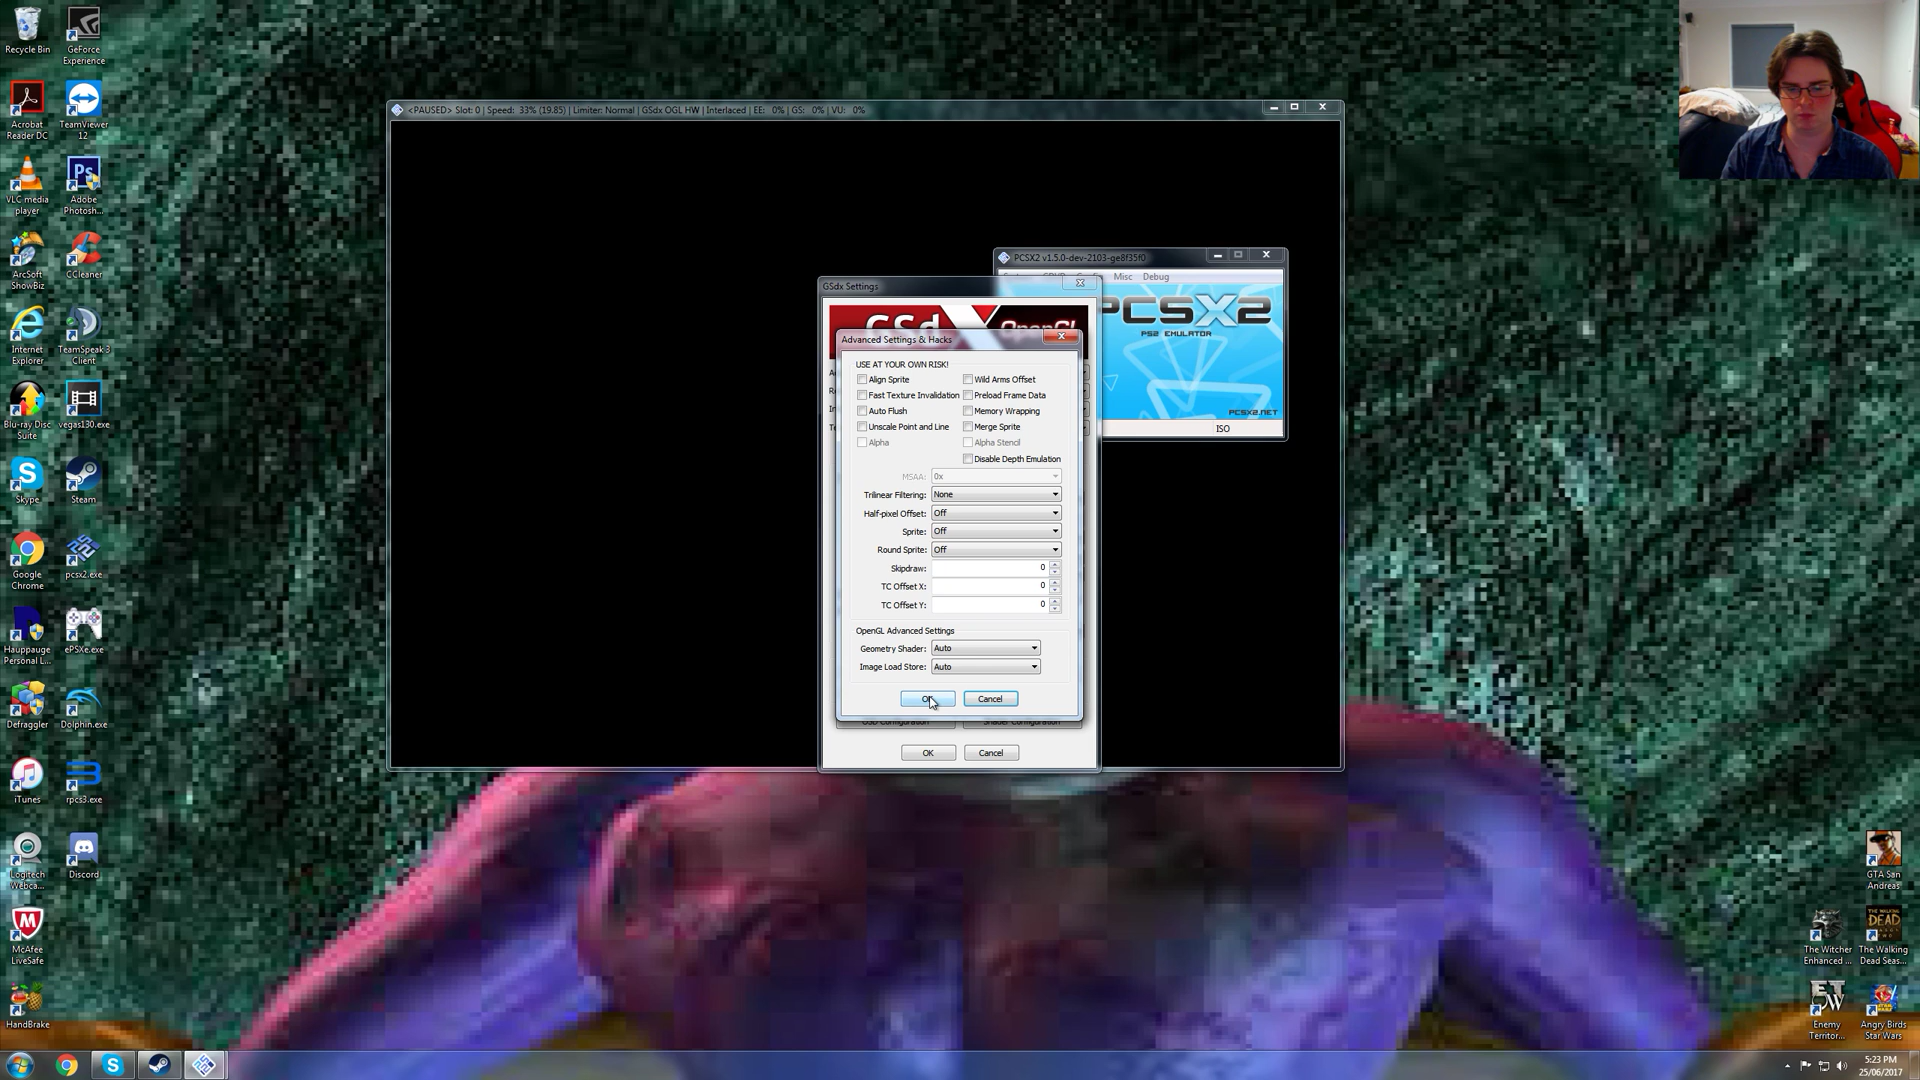 Recycle Bin
GeForce
Experience
Acrobat
Reader DC
TeamViewer
12
VLC media
player
Adobe
Photosh...
ArcSoft
ShowBiz
CCleaner
Internet
Explorer
TeamSpeak 3
Client
Blu-ray Disc
Suite
vegas130.exe
Skype
Steam
Google
Chrome
pcsx2.exe
Hauppauge
Personal L...
ePSXe.exe
Defraggler
Dolphin.exe
iTunes
rpcs3.exe
Logitech
Webca...
Discord
McAfee
LiveSafe
HandBrake
<PAUSED> Slot: 0 | Speed: 33% (19.85) | Limiter: Normal | GSdx OGL HW | Interlaced | EE: 0% | GS: 0% | VU: 0%
PCSX2 v1.5.0-dev-2103-ge8f35f0
Misc Debug
PCSX2
PS2 EMULATOR
PCSX2.NET
ISO
GSdx Settings
Advanced Settings & Hacks
USE AT YOUR OWN RISK!
Align Sprite
Wild Arms Offset
Fast Texture Invalidation
Preload Frame Data
Auto Flush
Memory Wrapping
Unscale Point and Line
Merge Sprite
Alpha
Alpha Stencil
Disable Depth Emulation
MSAA: 0x
Trilinear Filtering: None
Half-pixel Offset: Off
Sprite: Off
Round Sprite: Off
Skipdraw: 0
TC Offset X: 0
TC Offset Y: 0
OpenGL Advanced Settings
Geometry Shader: Auto
Image Load Store: Auto
OK Cancel
OK Cancel
GTA San
Andreas
The Witcher
Enhanced ...
The Walking
Dead Seas...
Enemy
Territor...
Angry Birds
Star Wars
5:23 PM
25/06/2017